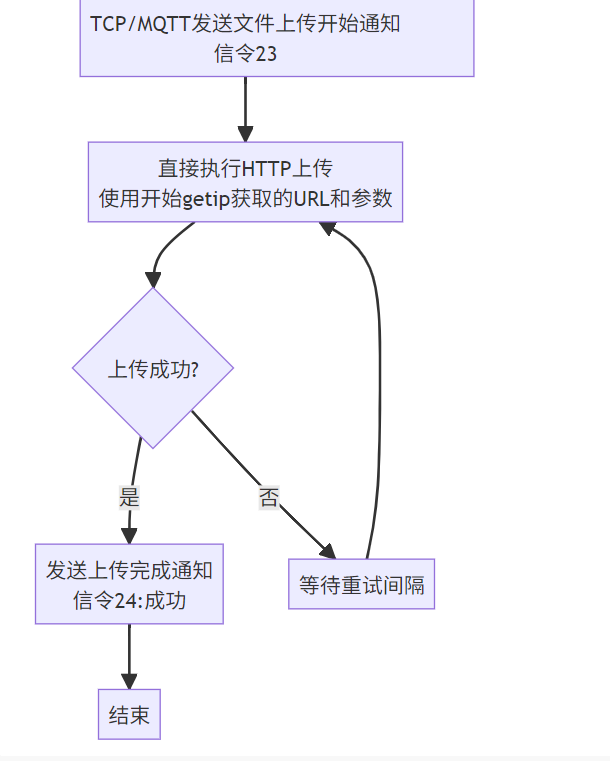 TCP/MQTT发送文件上传开始通知
信令23
直接执行HTTP上传
使用开始getip获取的URL和参数
上传成功?
是
否
发送上传完成通知
信令24:成功
等待重试间隔
结束